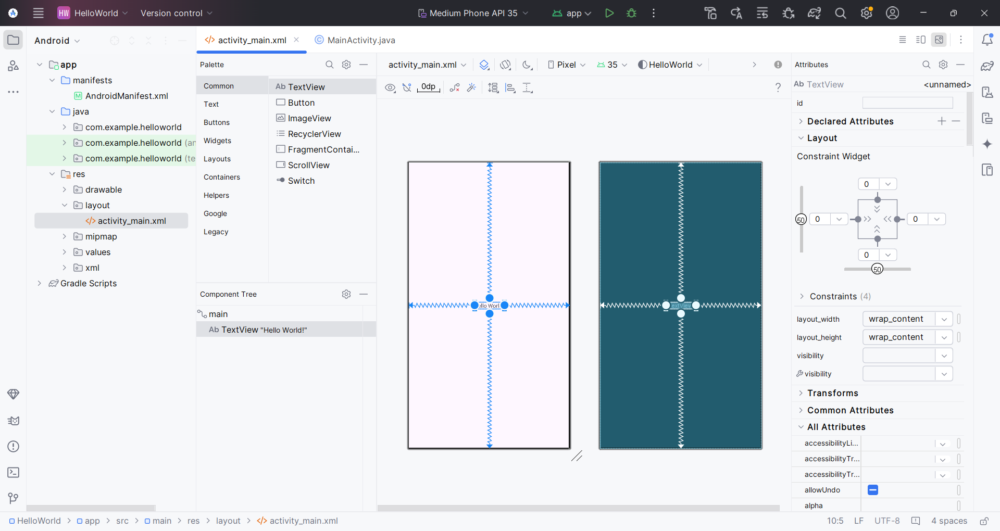 HW HelloWorld Version control Medium Phone API 35 app
Android
app
manifests
AndroidManifest.xml
java
com.example.helloworld
com.example.helloworld (an
com.example.helloworld (te
res
drawable
layout
activity_main.xml
mipmap
values
xml
Gradle Scripts
activity_main.xml MainActivity.java
Palette
Common
Text
Buttons
Widgets
Layouts
Containers
Helpers
Google
Legacy
Ab TextView
Button
ImageView
RecyclerView
FragmentContai...
ScrollView
Switch
Component Tree
main
Ab TextView "Hello World!"
activity_main.xml Pixel 35 HelloWorld
0dp ?
ello Worl
extView
Attributes
Ab TextView <unnamed>
id
Declared Attributes
Layout
Constraint Widget
0
50 0 0
0
50
Constraints (4)
layout_width wrap_content
layout_height wrap_content
visibility
visibility
Transforms
Common Attributes
All Attributes
accessibilityLi...
accessibilityTr...
accessibilityTr...
allowUndo
alpha
HelloWorld app src main res layout activity_main.xml 10:5 LF UTF-8 4 spaces